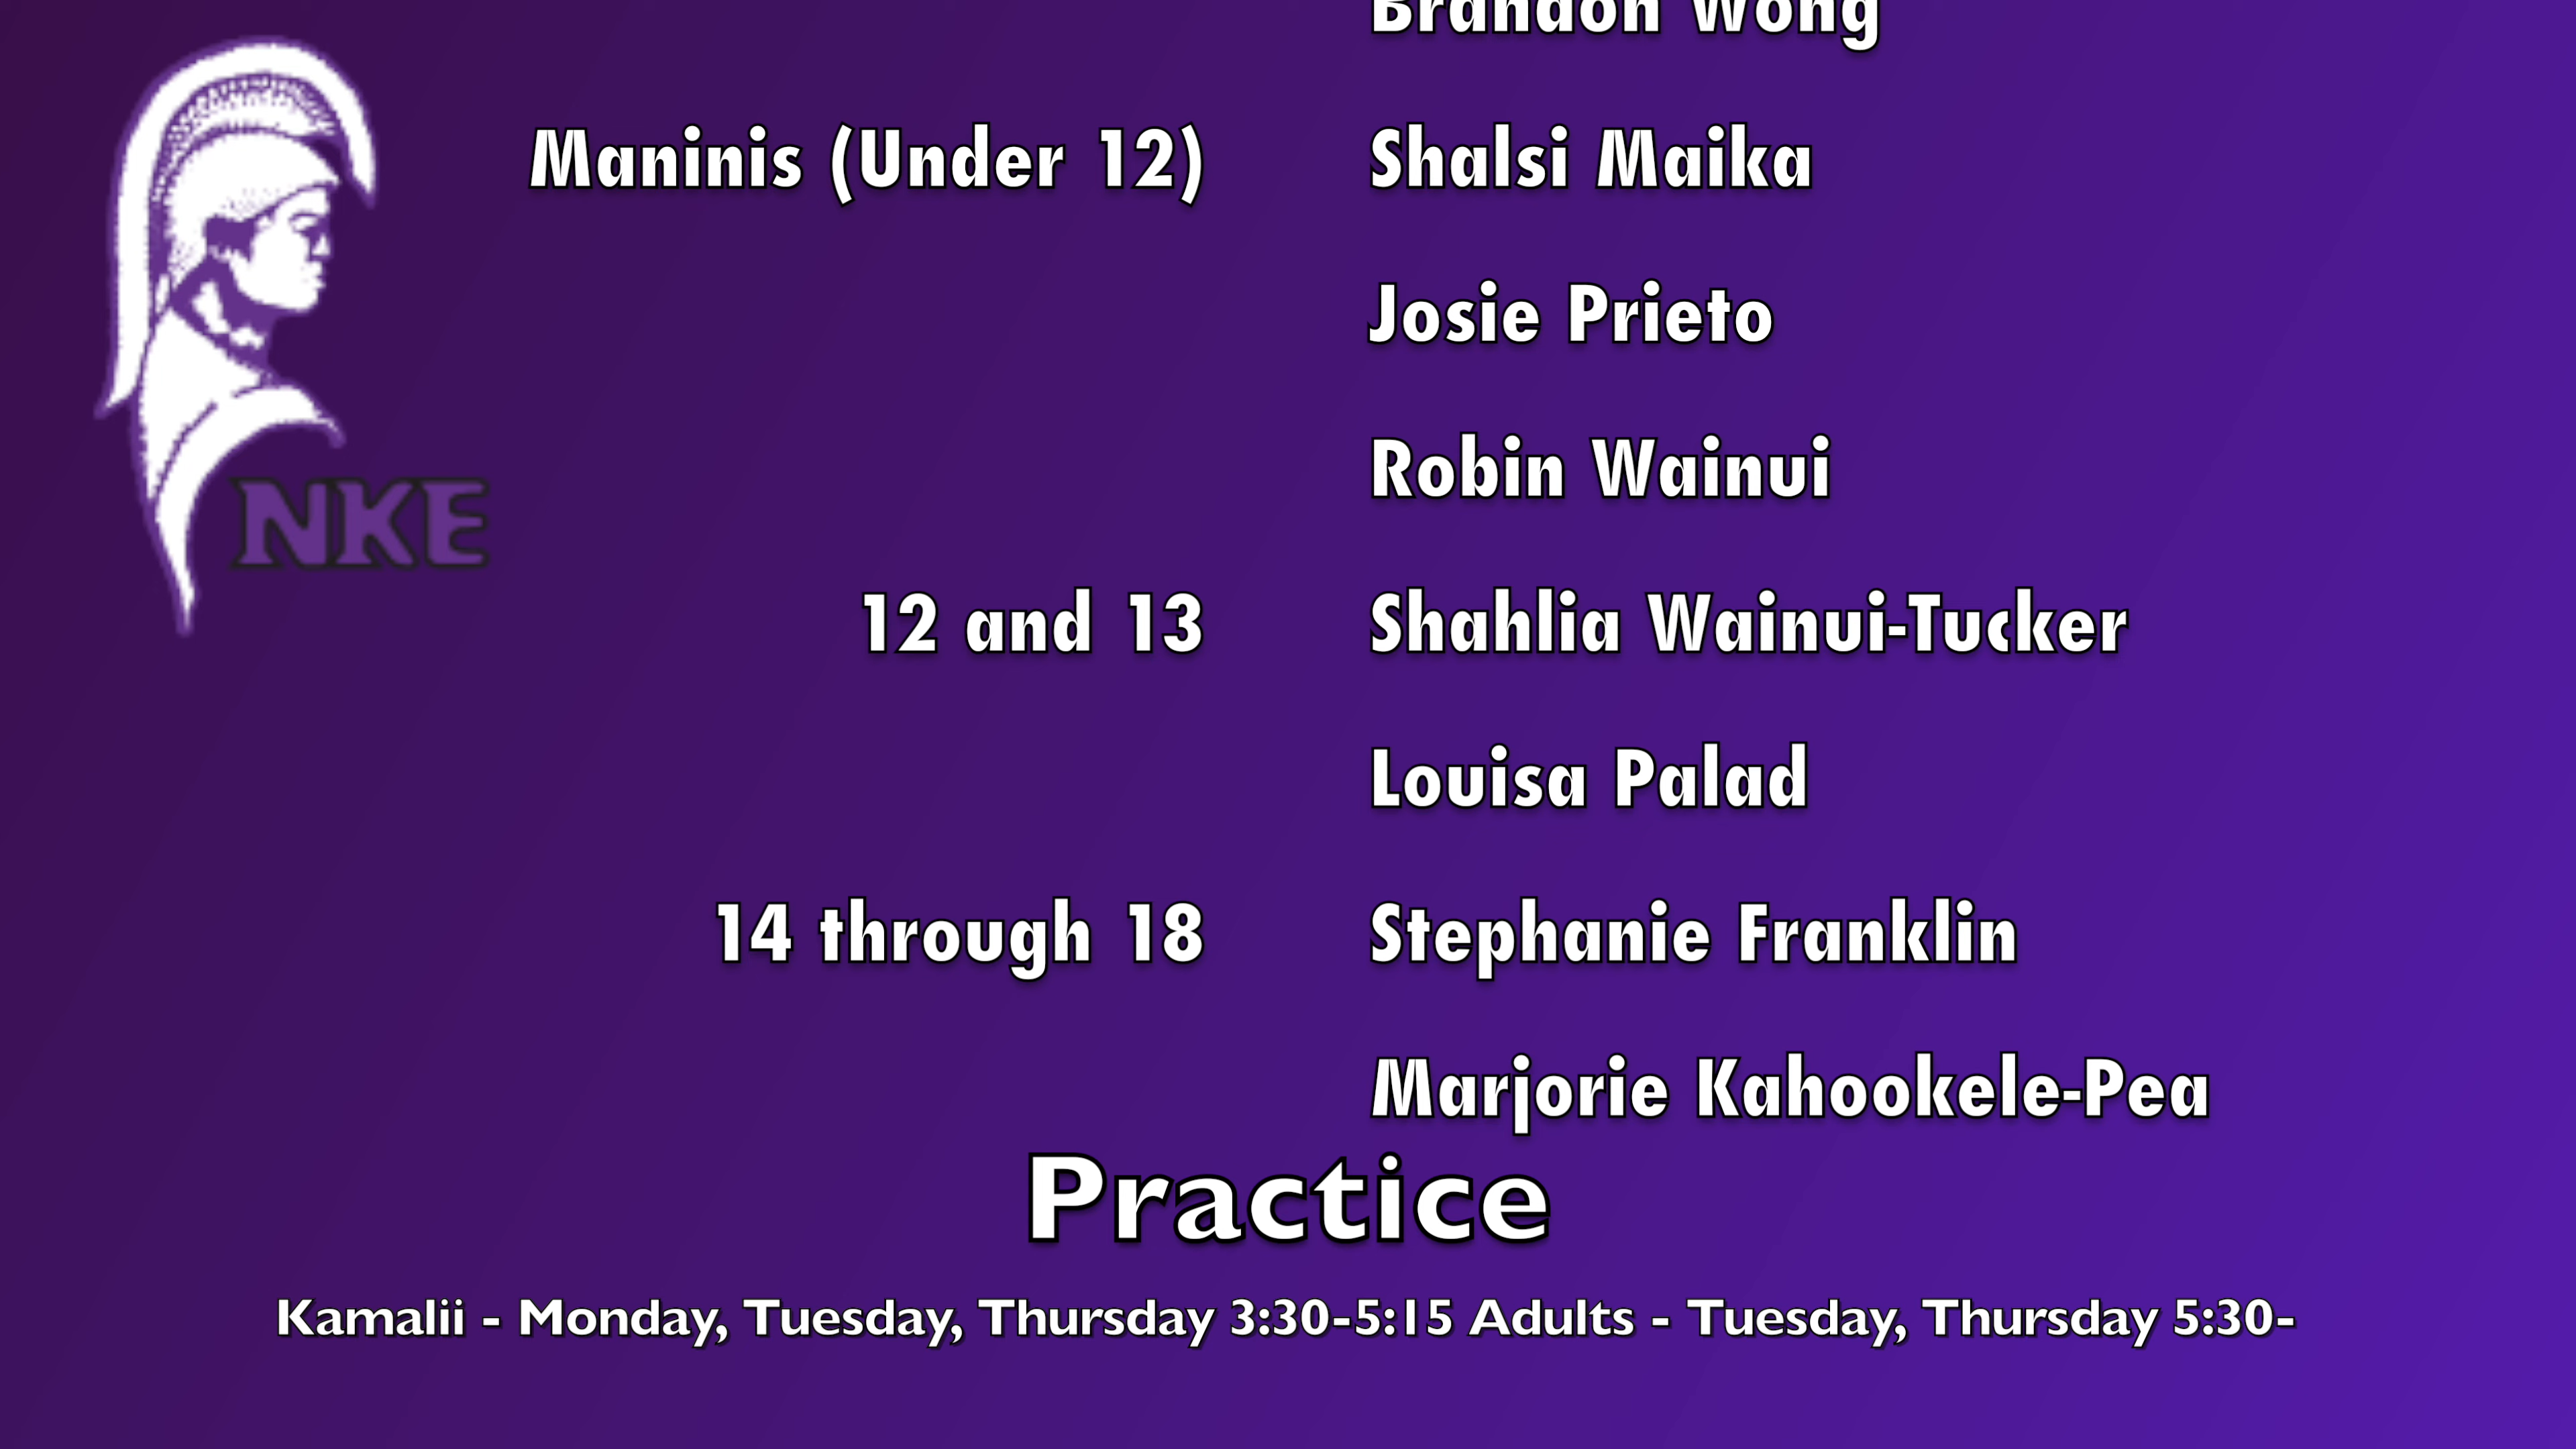 Brandon Wong
Maninis (Under 12) Shalsi Maika
Josie Prieto
Robin Wainui
NKE
12 and 13 Shahlia Wainui-Tucker
Louisa Palad
14 through 18 Stephanie Franklin
Marjorie Kahookele-Pea
Practice
Kamalii - Monday, Tuesday, Thursday 3:30-5:15 Adults - Tuesday, Thursday 5:30-